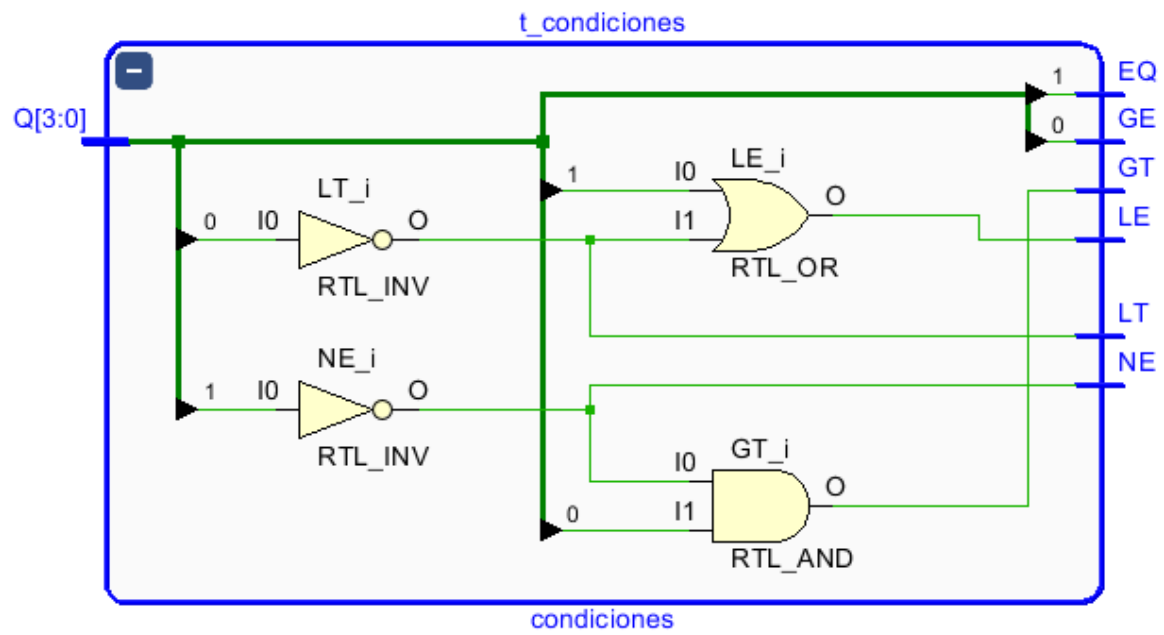 t_condiciones
Q[3:0]
1 EQ
0 GE
GT
LE
LT
NE
LT_i
0 I0 O
RTL_INV
NE_i
1 I0 O
RTL_INV
LE_i
1 I0 O
I1
RTL_OR
GT_i
I0 O
0 I1
RTL_AND
condiciones